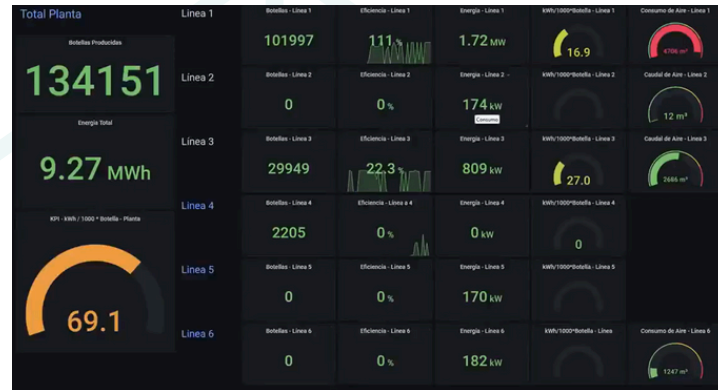 Total Planta
Botellas Producidas
134151
Energía Total
9.27 MWh
KPI - kWh / 1000 * Botella - Planta
69.1
Linea 1
Botellas - Línea 1
101997
Eficiencia - Línea 1
111 %
Energía - Línea 1
1.72 MW
kWh/1000*Botella - Línea 1
16.9
Consumo de Aire - Línea 1
4706 m³
Línea 2
Botellas - Línea 2
0
Eficiencia - Línea 2
0 %
Energía - Línea 2
174 kW
Consumo
kWh/1000*Botella - Línea 2
Caudal de Aire - Línea 2
12 m³
Línea 3
Botellas - Línea 3
29949
Eficiencia - Línea 3
22.3 %
Energía - Línea 3
809 kW
kWh/1000*Botella - Línea 3
27.0
Caudal de Aire - Línea 3
2686 m³
Línea 4
Botellas - Línea 4
2205
Eficiencia - Línea a 4
0 %
Energía - Línea 4
0 kW
kWh/1000*Botella - Línea 4
0
Línea 5
Botellas - Línea 5
0
Eficiencia - Línea 5
0 %
Energía - Línea 5
170 kW
kWh/1000*Botella - Línea 5
Línea 6
Botellas - Línea 6
0
Eficiencia - Línea 6
0 %
Energía - Línea 6
182 kW
kWh/1000*Botella - Línea
Consumo de Aire - Línea 6
1247 m³